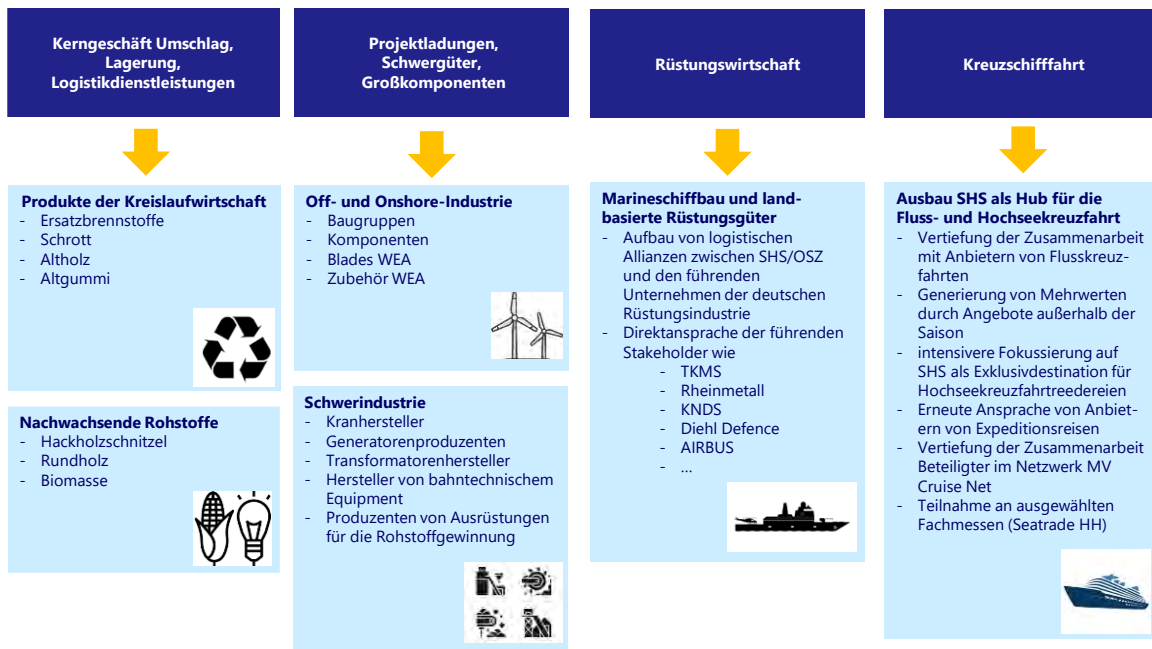 Kerngeschäft Umschlag,
Lagerung,
Logistikdienstleistungen
Produkte der Kreislaufwirtschaft
- Ersatzbrennstoffe
- Schrott
- Altholz
- Altgummi
Nachwachsende Rohstoffe
- Hackholzschnitzel
- Rundholz
- Biomasse
Projektladungen,
Schwergüter,
Großkomponenten
Off- und Onshore-Industrie
- Baugruppen
- Komponenten
- Blades WEA
- Zubehör WEA
Schwerindustrie
- Kranhersteller
- Generatorenproduzenten
- Transformatorenhersteller
- Hersteller von bahntechnischem
Equipment
- Produzenten von Ausrüstungen
für die Rohstoffgewinnung
Rüstungswirtschaft
Marineschiffbau und land-
basierte Rüstungsgüter
- Aufbau von logistischen
Allianzen zwischen SHS/OSZ
und den führenden
Unternehmen der deutschen
Rüstungsindustrie
- Direktansprache der führenden
Stakeholder wie
- TKMS
- Rheinmetall
- KNDS
- Diehl Defence
- AIRBUS
- ...
Kreuzschifffahrt
Ausbau SHS als Hub für die
Fluss- und Hochseekreuzfahrt
- Vertiefung der Zusammenarbeit
mit Anbietern von Flusskreuz-
fahrten
- Generierung von Mehrwerten
durch Angebote außerhalb der
Saison
- intensivere Fokussierung auf
SHS als Exklusivdestination für
Hochseekreuzfahrtreedereien
- Erneute Ansprache von Anbiet-
ern von Expeditionsreisen
- Vertiefung der Zusammenarbeit
Beteiligter im Netzwerk MV
Cruise Net
- Teilnahme an ausgewählten
Fachmessen (Seatrade HH)